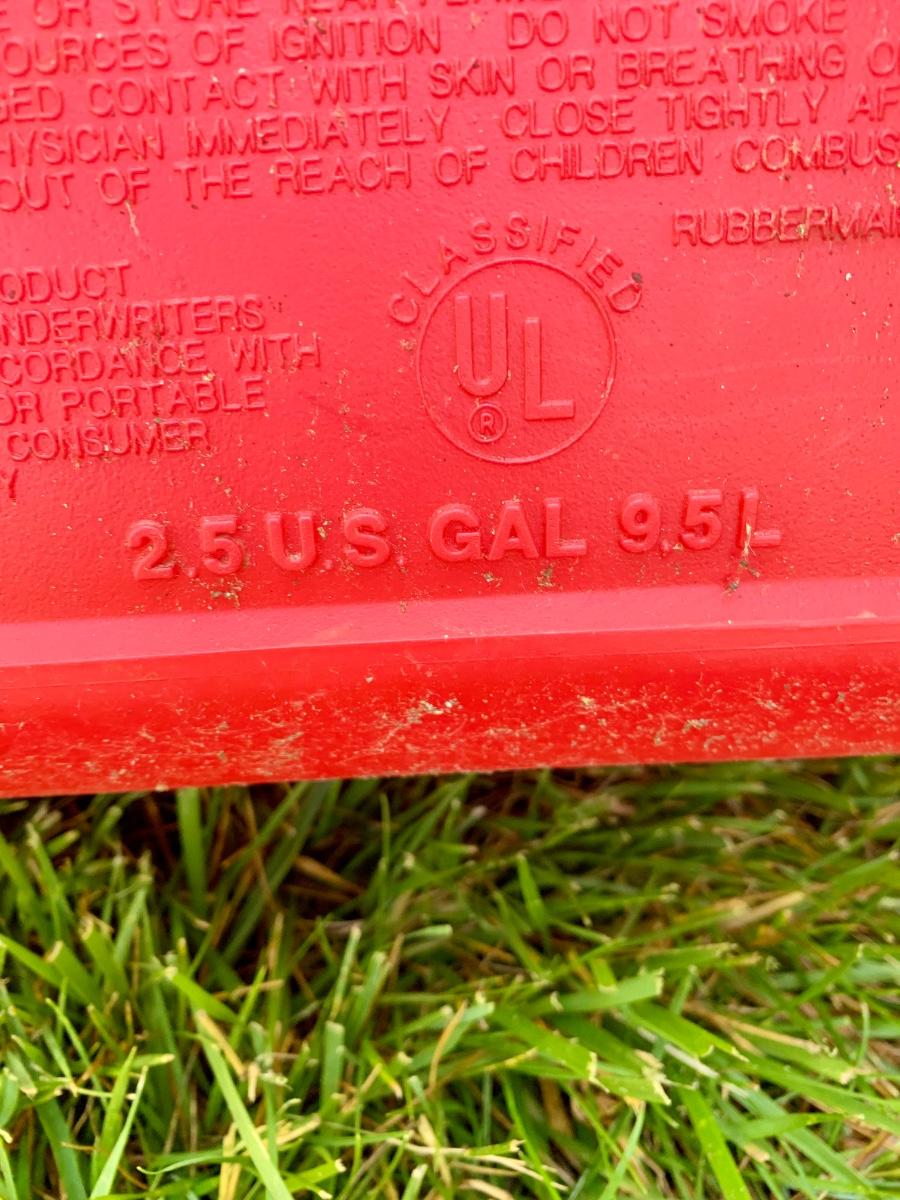 OR STORE NEAR
OURCES OF IGNITION DO NOT SMOKE
GED CONTACT WITH SKIN OR BREATHING O
HYSICIAN IMMEDIATELY CLOSE TIGHTLY AF
OUT OF THE REACH OF CHILDREN COMBUS
RUBBERMAI
CLASSIFIED
UL
®
ODUCT
NDERWRITERS
CCORDANCE WITH
OR PORTABLE
CONSUMER
Y
2.5 U.S. GAL 9.5 L